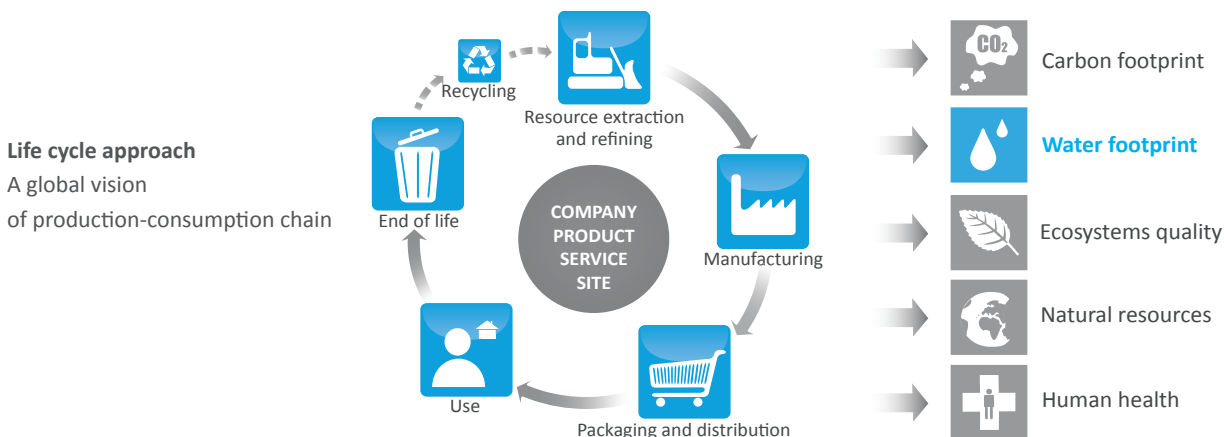 Life cycle approach
A global vision
of production-consumption chain
Recycling
Resource extraction
and refining
End of life
COMPANY
PRODUCT
SERVICE
SITE
Manufacturing
Use
Packaging and distribution
CO₂
Carbon footprint
Water footprint
Ecosystems quality
Natural resources
Human health